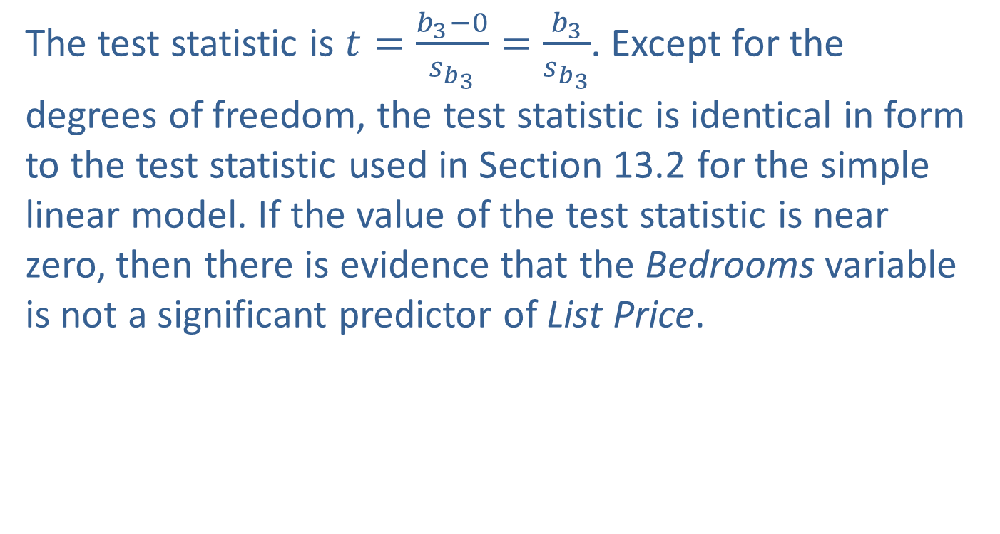 The test statistic is $t = \frac{b_3 - 0}{s_{b_3}} = \frac{b_3}{s_{b_3}}$. Except for the
degrees of freedom, the test statistic is identical in form
to the test statistic used in Section 13.2 for the simple
linear model. If the value of the test statistic is near
zero, then there is evidence that the Bedrooms variable
is not a significant predictor of List Price.